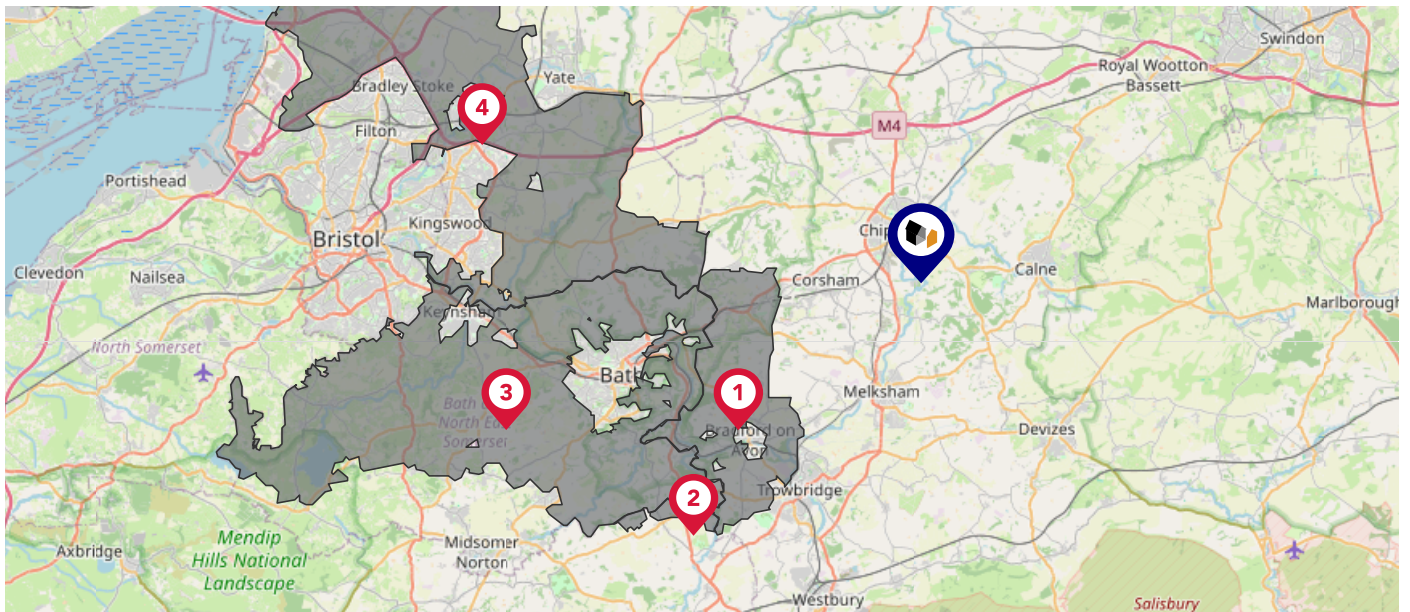 Swindon
Royal Wootton
Bassett
Yate
Bradley Stoke
4
M4
Filton
Portishead
Kingswood
Bristol
Chip
Clevedon
Nailsea
Calne
Corsham
Marlborough
Keynsham
North Somerset
Bath
3
1
Melksham
Bath
North East
Somerset
Bradford on
Avon
Devizes
2
Trowbridge
Mendip
Hills National
Landscape
Axbridge
Midsomer
Norton
Westbury
Salisbury